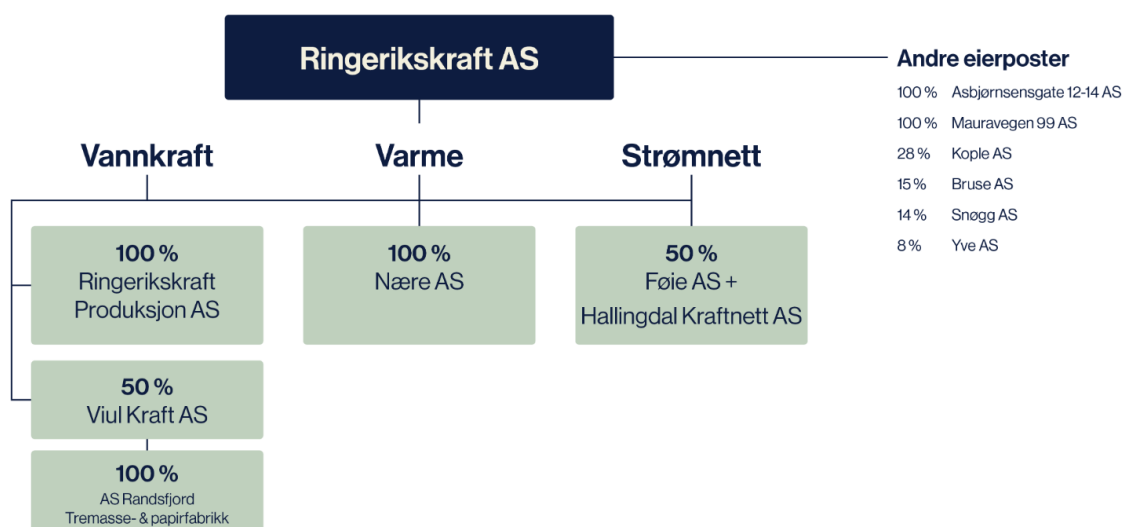 Ringerikskraft AS
Andre eierposter
100 % Asbjørnsensgate 12-14 AS
100 % Mauravegen 99 AS
28 % Kople AS
15 % Bruse AS
14 % Snøgg AS
8 % Yve AS
Vannkraft
Varme
Strømnett
100 %
Ringerikskraft
Produksjon AS
100 %
Nære AS
50 %
Føie AS +
Hallingdal Kraftnett AS
50 %
Viul Kraft AS
100 %
AS Randsfjord
Tremasse- & papirfabrikk